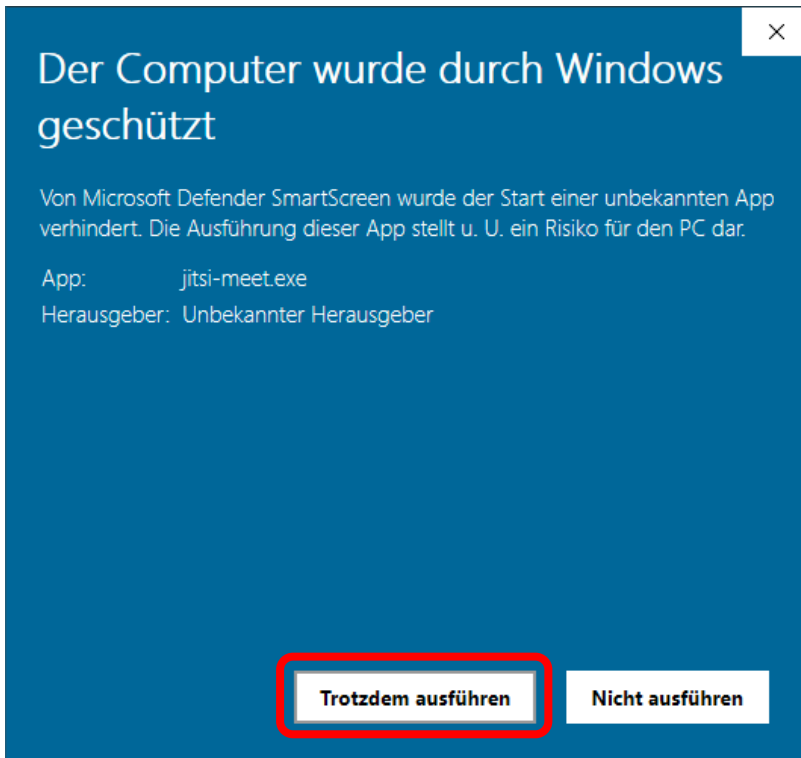 Der Computer wurde durch Windows
geschützt
Von Microsoft Defender SmartScreen wurde der Start einer unbekannten App
verhindert. Die Ausführung dieser App stellt u. U. ein Risiko für den PC dar.
App: jitsi-meet.exe
Herausgeber: Unbekannter Herausgeber
Trotzdem ausführen Nicht ausführen